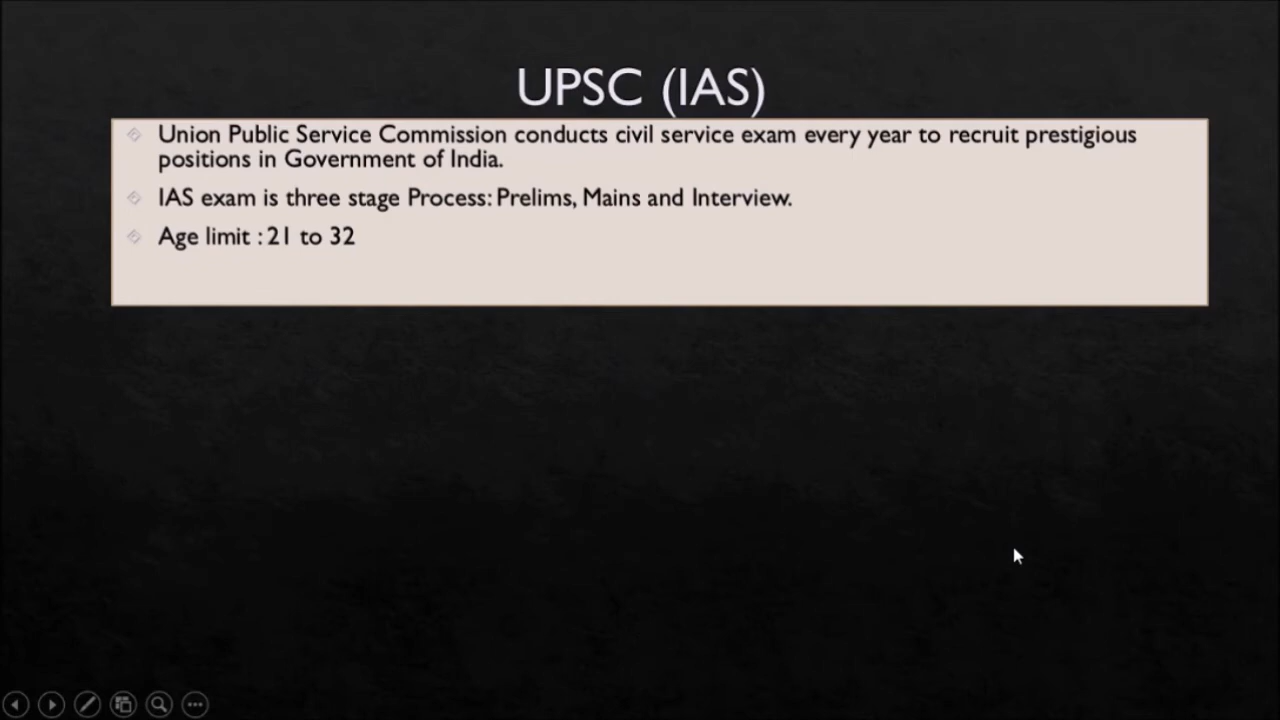 UPSC (IAS)
Union Public Service Commission conducts civil service exam every year to recruit prestigious
positions in Government of India.
IAS exam is three stage Process: Prelims, Mains and Interview.
Age limit : 21 to 32